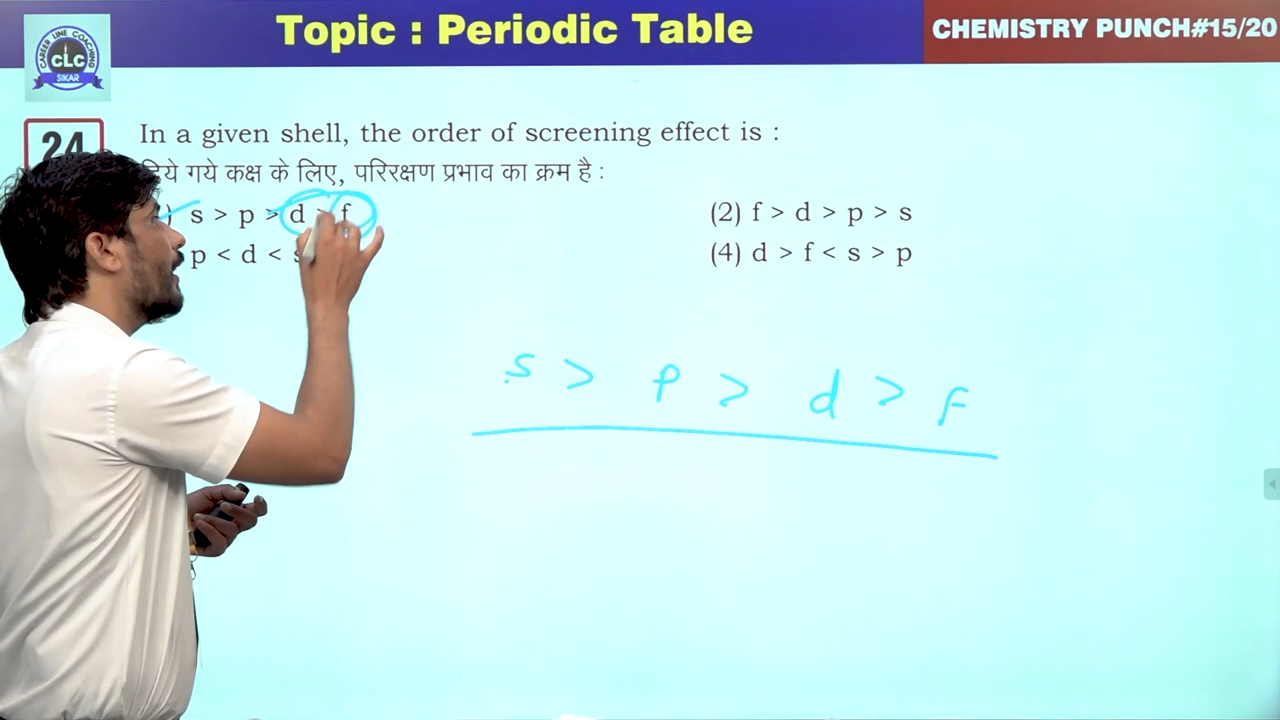 Topic : Periodic Table
CHEMISTRY PUNCH#15/20
CAREER LINE COACHING
CLC
SIKAR
24
In a given shell, the order of screening effect is :
गये कक्ष के लिए, परिरक्षण प्रभाव का क्रम है :
s > p > d > f
(2) f > d > p > s
p < d <
(4) d > f < s > p
s > p > d > f